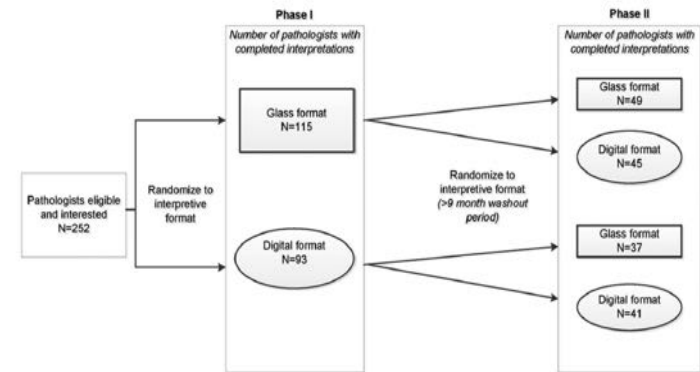 Phase I
Number of pathologists with
completed interpretations
Glass format
N=115
Digital format
N=93
Pathologists eligible
and interested
N=252
Randomize to
interpretive
format
Randomize to
interpretive format
(>9 month washout
period)
Phase II
Number of pathologists with
completed interpretations
Glass format
N=49
Digital format
N=45
Glass format
N=37
Digital format
N=41